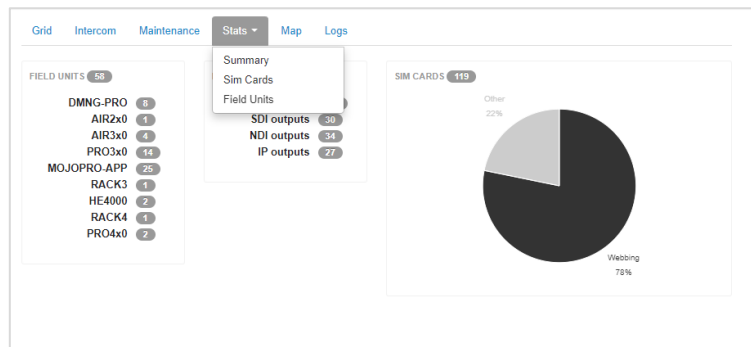 Grid Intercom Maintenance Stats Map Logs
Summary
Sim Cards
Field Units
FIELD UNITS 58
DMNG-PRO 8
AIR2x0 1
AIR3x0 4
PRO3x0 14
MOJOPRO-APP 25
RACK3 1
HE4000 2
RACK4 1
PRO4x0 2
SDI outputs 30
NDI outputs 34
IP outputs 27
SIM CARDS 119
Other
22%
Webbing
78%